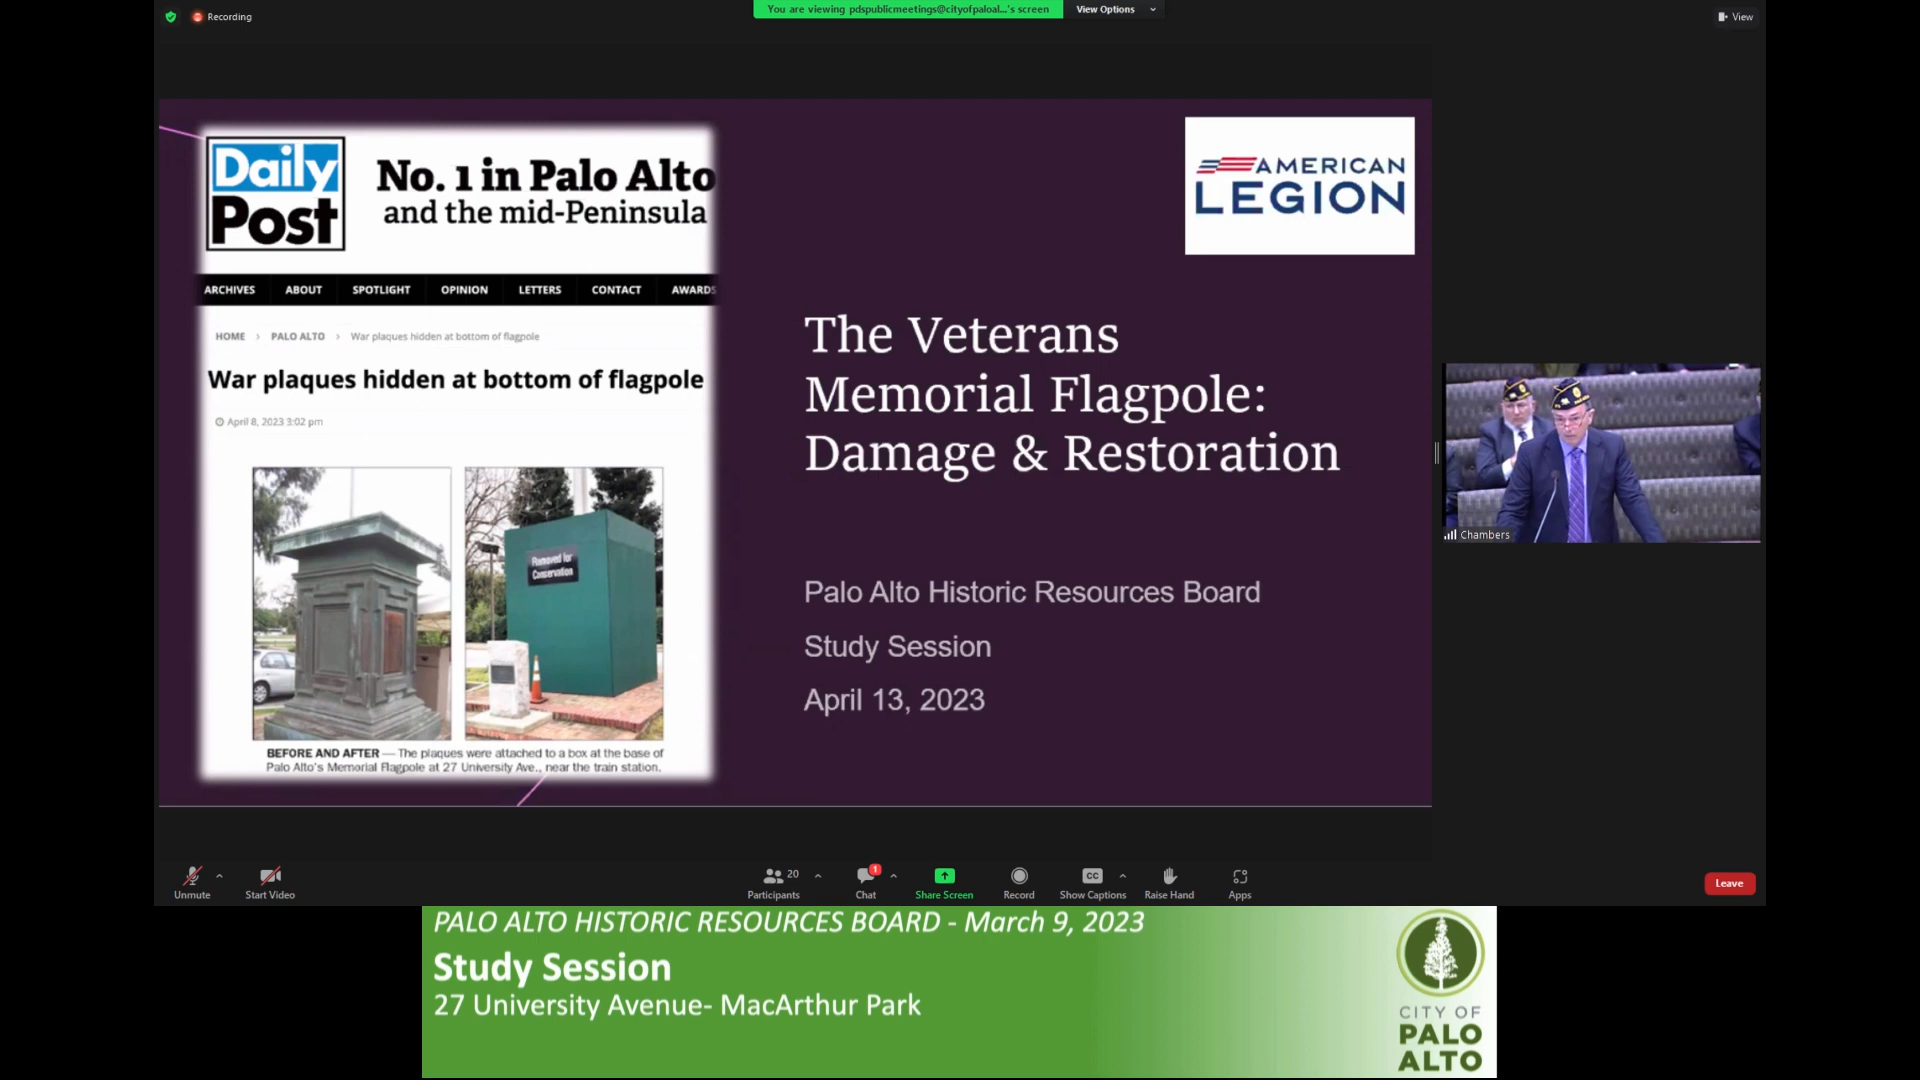 Recording
You are viewing pdspublicmeetings@cityofpaloal...'s screen
View Options
View
Daily
Post
No. 1 in Palo Alto
and the mid-Peninsula
ARCHIVES ABOUT SPOTLIGHT OPINION LETTERS CONTACT AWARDS
HOME > PALO ALTO > War plaques hidden at bottom of flagpole
War plaques hidden at bottom of flagpole
April 8, 2023 3:02 pm
Removed for
Conservation
BEFORE AND AFTER — The plaques were attached to a box at the base of
Palo Alto's Memorial Flagpole at 27 University Ave., near the train station.
AMERICAN
LEGION
The Veterans
Memorial Flagpole:
Damage & Restoration
Palo Alto Historic Resources Board
Study Session
April 13, 2023
Chambers
Unmute
Start Video
Participants
20
Chat
1
Share Screen
Record
CC
Show Captions
Raise Hand
Apps
Leave
PALO ALTO HISTORIC RESOURCES BOARD - March 9, 2023
Study Session
27 University Avenue- MacArthur Park
CITY OF
PALO
ALTO